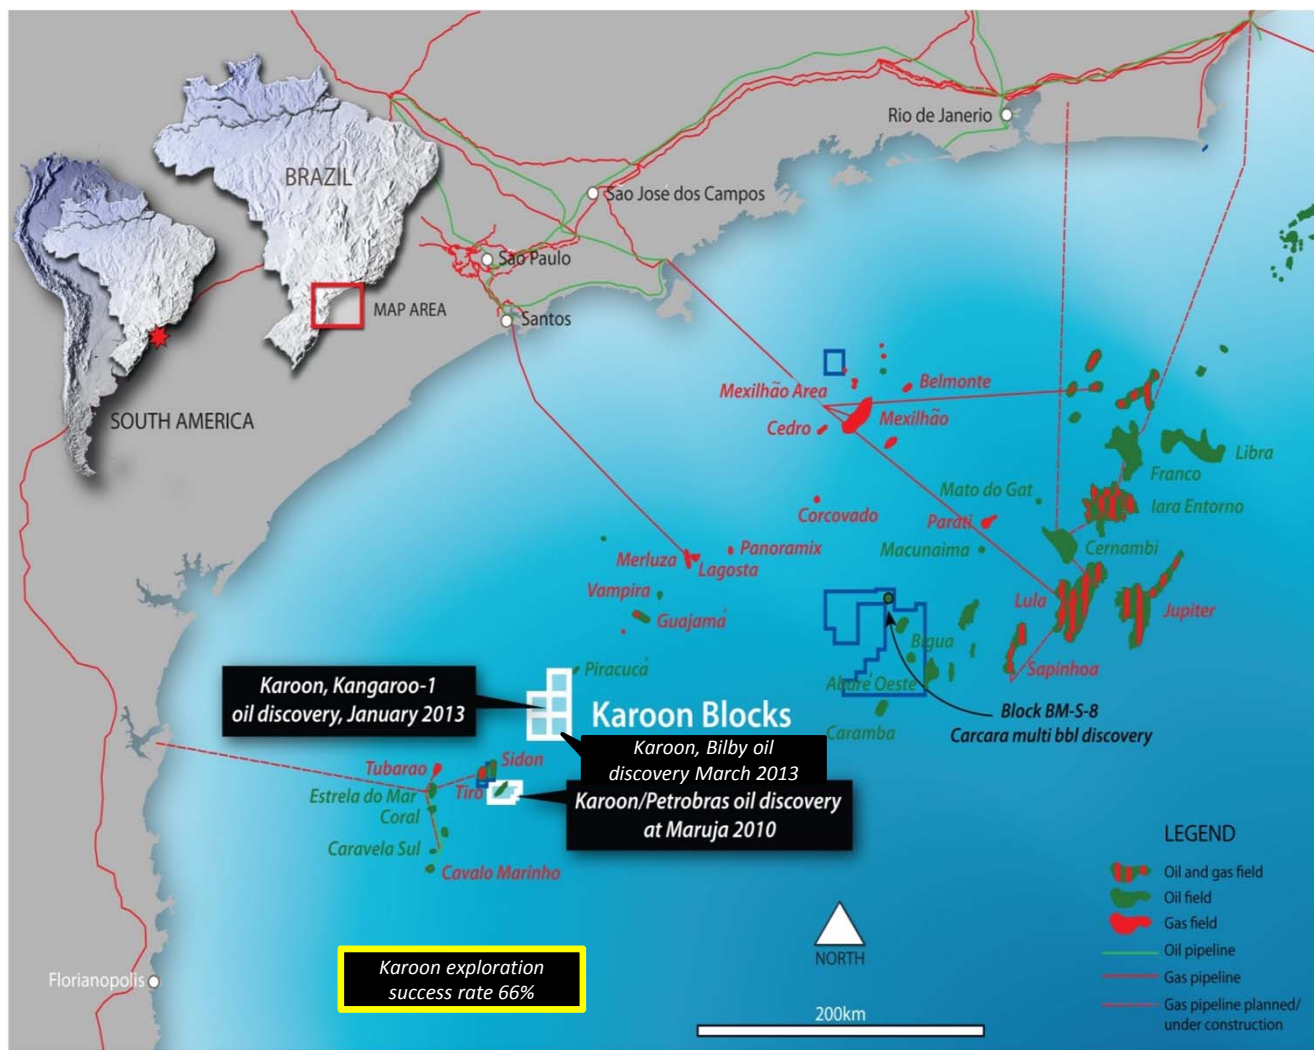 BRAZIL
MAP AREA
SOUTH AMERICA
Rio de Janerio
Sao Jose dos Campos
Sao Paulo
Santos
Mexilhão Area
Belmonte
Cedro
Mexilhão
Libra
Franco
Mato do Gat
Iara Entorno
Corcovado
Parati
Macunaima
Cernambi
Panoramix
Merluza
Lagosta
Vampira
Guajamá
Lula
Jupiter
Bigua
Piracucá
Sapinhoa
Abaré Oeste
Karoon, Kangaroo-1
oil discovery, January 2013
Karoon Blocks
Caramba
Block BM-S-8
Carcara multi bbl discovery
Karoon, Bilby oil
discovery March 2013
Tubarao
Sidon
Tiro
Karoon/Petrobras oil discovery
at Maruja 2010
Estrela do Mar
Coral
Caravela Sul
Cavalo Marinho
LEGEND
Oil and gas field
Oil field
Gas field
Oil pipeline
Gas pipeline
Gas pipeline planned/
under construction
NORTH
200km
Florianopolis
Karoon exploration
success rate 66%